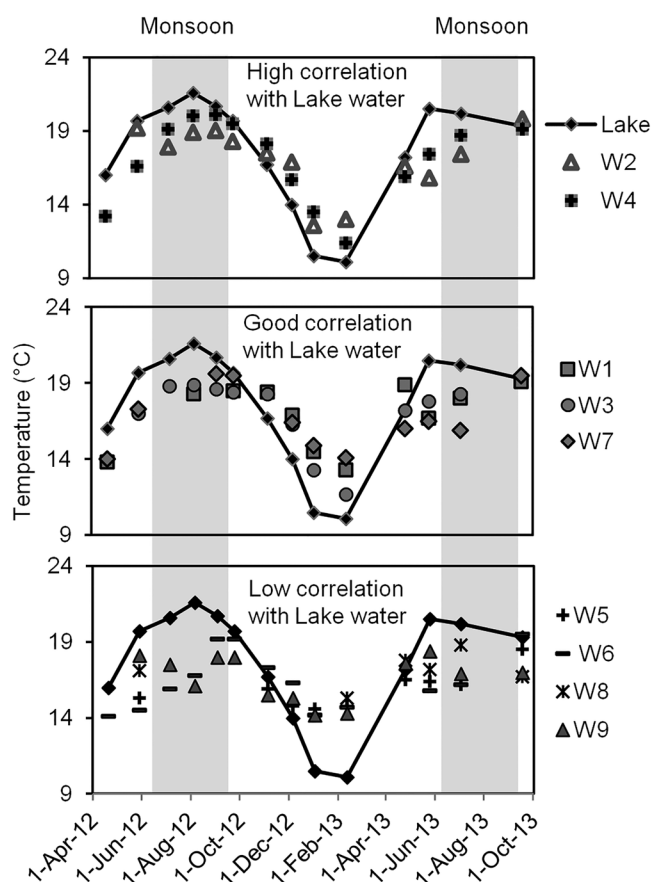 Monsoon
Monsoon
24
19
14
9
High correlation
with Lake water
Lake
W2
W4
Temperature (°C)
24
19
14
9
Good correlation
with Lake water
W1
W3
W7
24
19
14
9
Low correlation
with Lake water
W5
W6
W8
W9
1-Apr-12
1-Jun-12
1-Aug-12
1-Oct-12
1-Dec-12
1-Feb-13
1-Apr-13
1-Jun-13
1-Aug-13
1-Oct-13